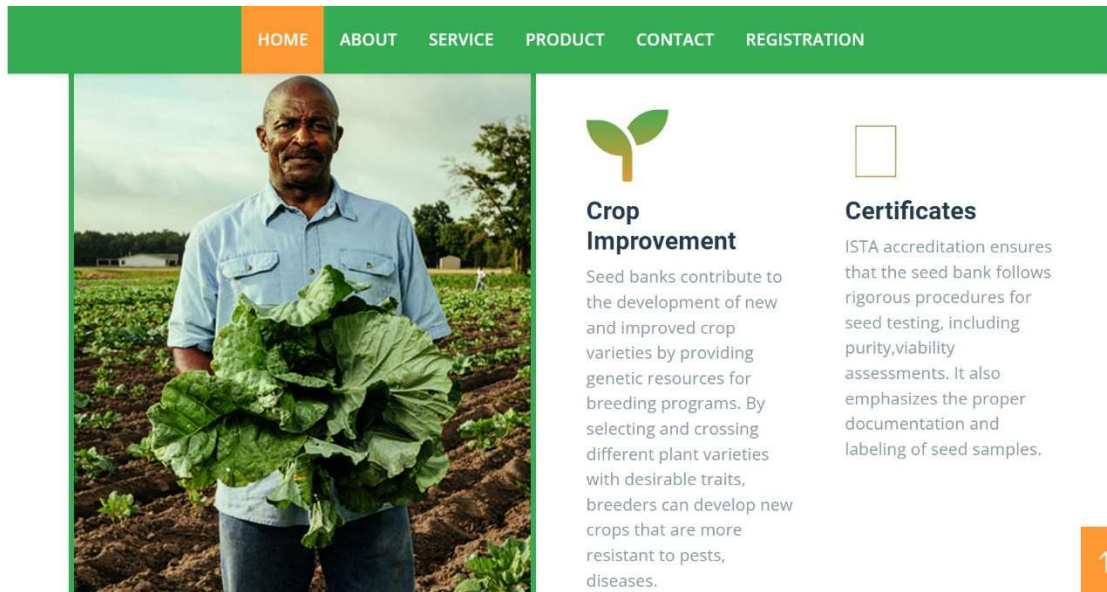 HOME ABOUT SERVICE PRODUCT CONTACT REGISTRATION
Crop
Improvement
Seed banks contribute to
the development of new
and improved crop
varieties by providing
genetic resources for
breeding programs. By
selecting and crossing
different plant varieties
with desirable traits,
breeders can develop new
crops that are more
resistant to pests,
diseases.
Certificates
ISTA accreditation ensures
that the seed bank follows
rigorous procedures for
seed testing, including
purity,viability
assessments. It also
emphasizes the proper
documentation and
labeling of seed samples.